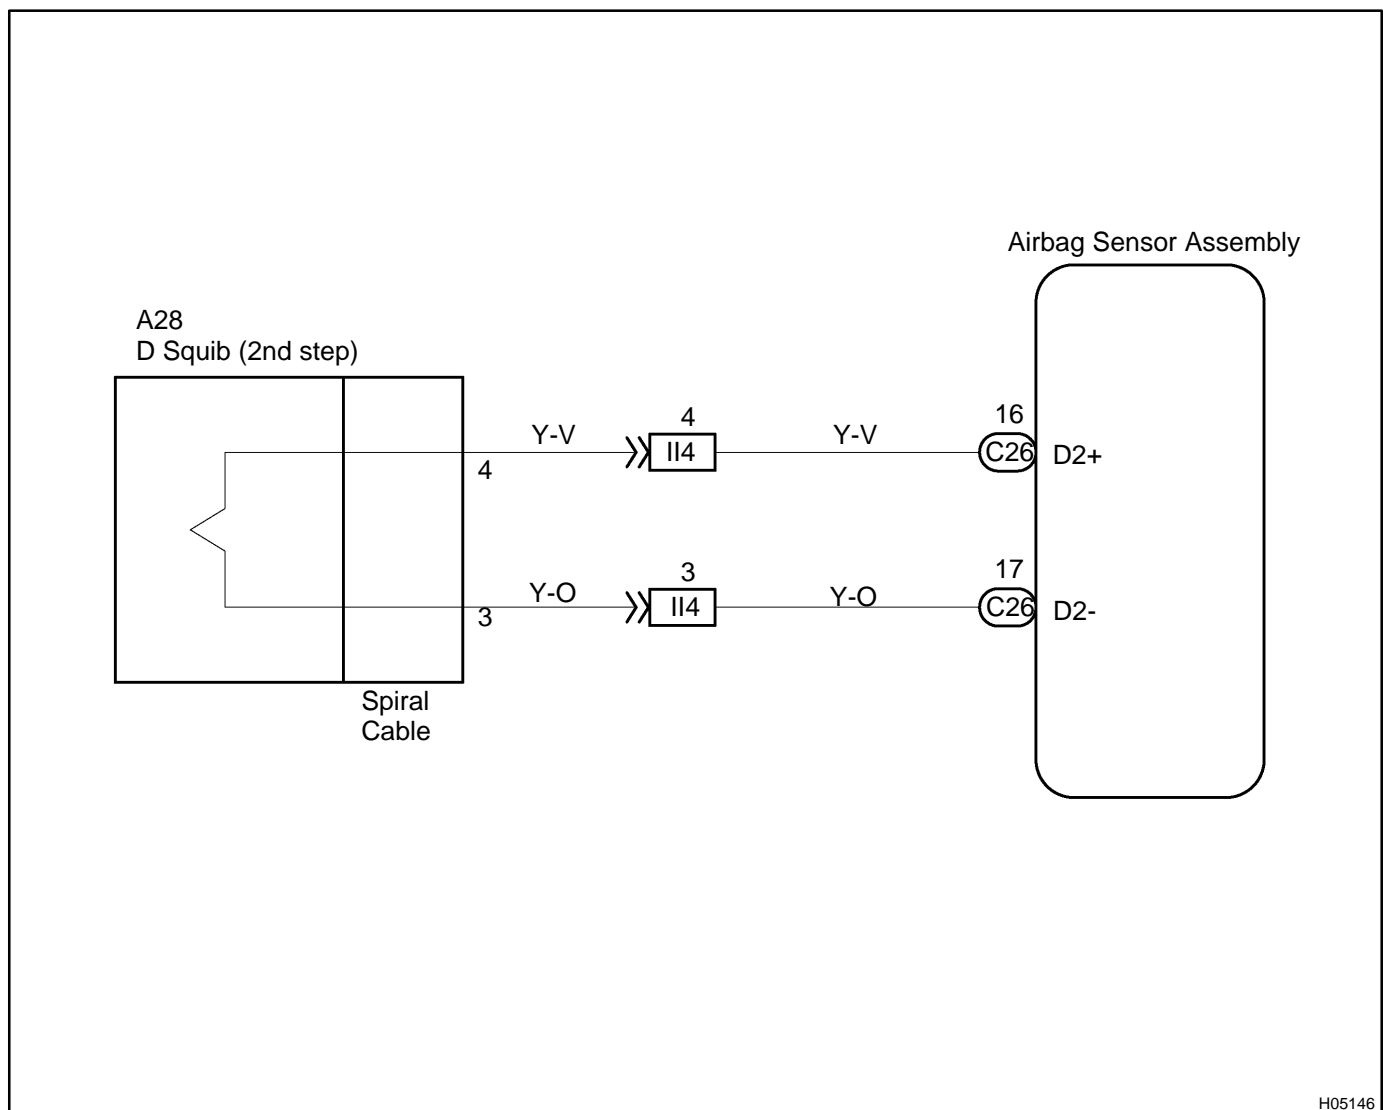 Airbag Sensor Assembly
A28
D Squib (2nd step)
4
Y-V
4
II4
Y-V
16
C26
D2+
3
Y-O
3
II4
Y-O
17
C26
D2-
Spiral
Cable
H05146